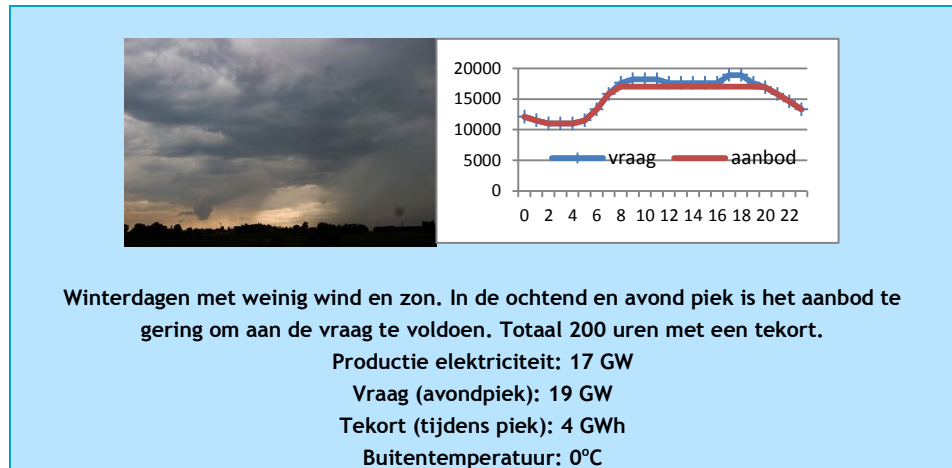 20000
15000
10000
5000
0
vraag aanbod
0 2 4 6 8 10 12 14 16 18 20 22
Winterdagen met weinig wind en zon. In de ochtend en avond piek is het aanbod te
gering om aan de vraag te voldoen. Totaal 200 uren met een tekort.
Productie elektriciteit: 17 GW
Vraag (avondpiek): 19 GW
Tekort (tijdens piek): 4 GWh
Buitentemperatuur: 0°C